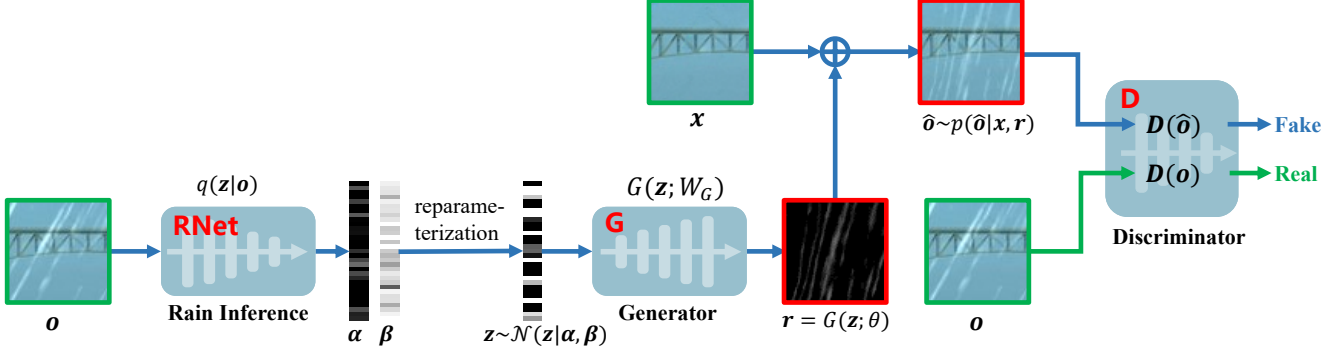 x
ô~p(ô|x, r)
D
D(ô)
Fake
D(o)
Real
Discriminator
q(z|o)
RNet
Rain Inference
o
α
β
reparame-
terization
z~𝒩(z|α, β)
G(z; W_G)
G
Generator
r = G(z; θ)
o